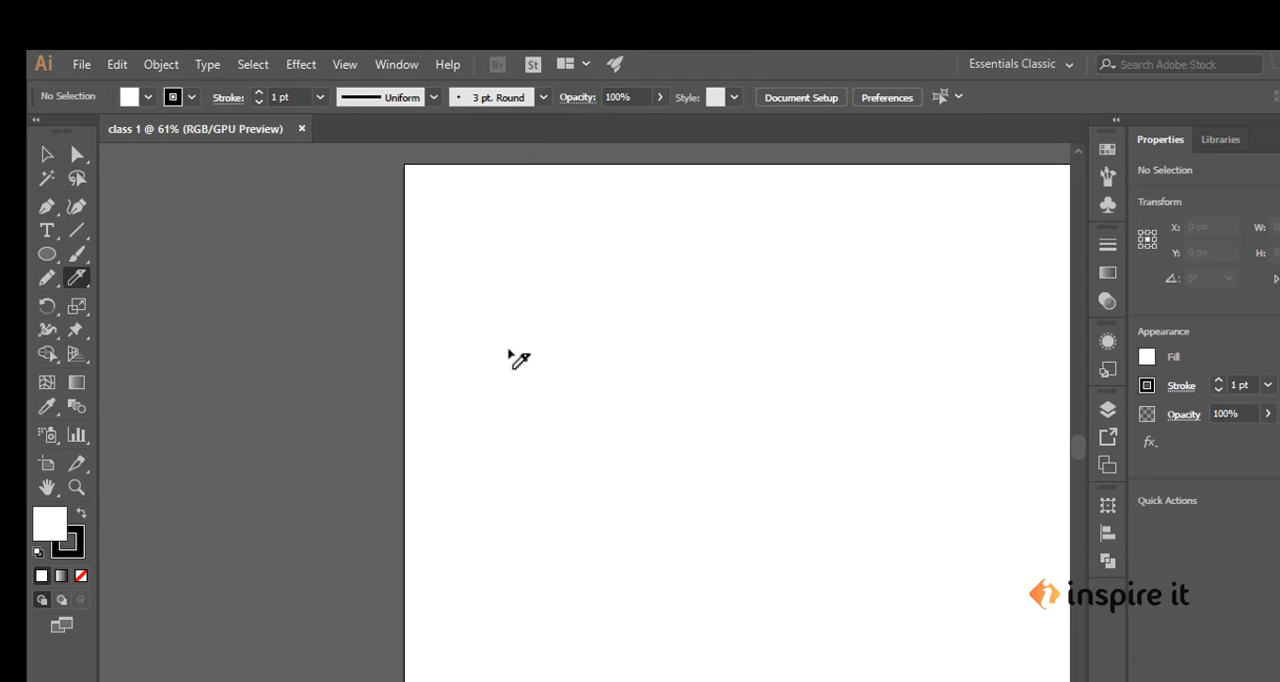 Ai File Edit Object Type Select Effect View Window Help Br St Essentials Classic Search Adobe Stock
No Selection Stroke: 1 pt Uniform 3 pt. Round Opacity: 100% Style: Document Setup Preferences
class 1 @ 61% (RGB/GPU Preview) ×
Properties Libraries
No Selection
Transform
X: 0 px W:
Y: 0 px H:
0°
Appearance
Fill
Stroke 1 pt
Opacity 100%
fx.
Quick Actions
inspire it